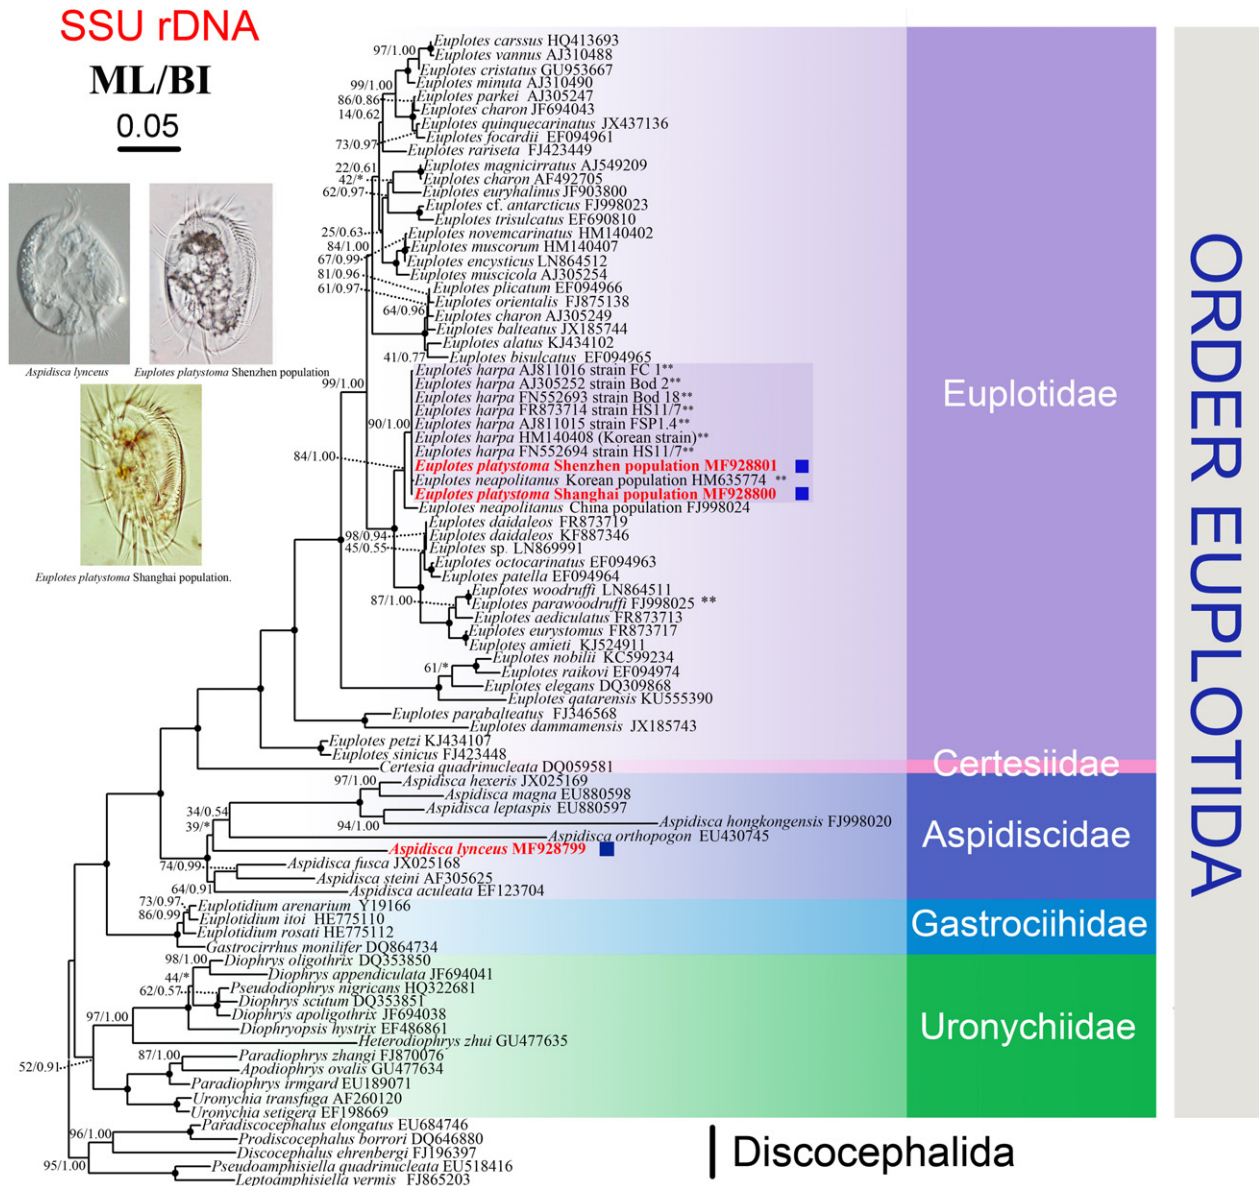 SSU rDNA
ML/BI
0.05
Aspidisca lynceus
Euplotes platystoma Shenzhen population
Euplotes platystoma Shanghai population.
97/1.00
99/1.00
86/0.86
14/0.62
73/0.97
22/0.61
42/*
62/0.97
25/0.63
84/1.00
67/0.99
81/0.96
61/0.97
64/0.96
41/0.77
99/1.00
90/1.00
84/1.00
98/0.94
45/0.55
87/1.00
61/*
97/1.00
34/0.54
39/*
94/1.00
74/0.99
64/0.91
73/0.97
86/0.99
98/1.00
44/*
62/0.57
97/1.00
87/1.00
52/0.91
96/1.00
95/1.00
Euplotes carssus HQ413693
Euplotes vannus AJ310488
Euplotes cristatus GU953667
Euplotes minuta AJ310490
Euplotes parkei AJ305247
Euplotes charon JF694043
Euplotes quinquecarinatus JX437136
Euplotes focardii EF094961
Euplotes rariseta FJ423449
Euplotes magnicirratus AJ549209
Euplotes charon AF492705
Euplotes euryhalinus JF903800
Euplotes cf. antarcticus FJ998023
Euplotes trisulcatus EF690810
Euplotes novemcarinatus HM140402
Euplotes muscorum HM140407
Euplotes encysticus LN864512
Euplotes muscicola AJ305254
Euplotes plicatum EF094966
Euplotes orientalis FJ875138
Euplotes charon AJ305249
Euplotes balteatus JX185744
Euplotes alatus KJ434102
Euplotes bisulcatus EF094965
Euplotes harpa AJ811016 strain FC 1**
Euplotes harpa AJ305252 strain Bod 2**
Euplotes harpa FN552693 strain Bod 18**
Euplotes harpa FR873714 strain HS11/7**
Euplotes harpa AJ811015 strain FSP1.4**
Euplotes harpa HM140408 (Korean strain)**
Euplotes harpa FN552694 strain HS11/7**
Euplotes platystoma Shenzhen population MF928801
Euplotes neapolitanus Korean population HM635774 **
Euplotes platystoma Shanghai population MF928800
Euplotes neapolitanus China population FJ998024
Euplotes daidaleos FR873719
Euplotes daidaleos KF887346
Euplotes sp. LN869991
Euplotes octocarinatus EF094963
Euplotes patella EF094964
Euplotes woodruffi LN864511
Euplotes parawoodruffi FJ998025 **
Euplotes aediculatus FR873713
Euplotes eurystomus FR873717
Euplotes amieti KJ524911
Euplotes nobilii KC599234
Euplotes raikovi EF094974
Euplotes elegans DQ309868
Euplotes qatarensis KU555390
Euplotes parabalteatus FJ346568
Euplotes dammamensis JX185743
Euplotes petzi KJ434107
Euplotes sinicus FJ423448
Certesia quadrinucleata DQ059581
Aspidisca hexeris JX025169
Aspidisca magna EU880598
Aspidisca leptaspis EU880597
Aspidisca hongkongensis FJ998020
Aspidisca orthopogon EU430745
Aspidisca lynceus MF928799
Aspidisca fusca JX025168
Aspidisca steini AF305625
Aspidisca aculeata EF123704
Euplotidium arenarium Y19166
Euplotidium itoi HE775110
Euplotidium rosati HE775112
Gastrocirrhus monilifer DQ864734
Diophrys oligothrix DQ353850
Diophrys appendiculata JF694041
Pseudodiophrys nigricans HQ322681
Diophrys scutum DQ353851
Diophrys apoligothrix JF694038
Diophryopsis hystrix EF486861
Heterodiophrys zhui GU477635
Paradiophrys zhangi FJ870076
Apodiophrys ovalis GU477634
Paradiophrys irmgard EU189071
Uronychia transfuga AF260120
Uronychia setigera EF198669
Paradiscocephalus elongatus EU684746
Prodiscocephalus borrori DQ646880
Discocephalus ehrenbergi FJ196397
Pseudoamphisiella quadrinucleata EU518416
Leptoamphisiella vermis FJ865203
Euplotidae
Certesiidae
Aspidiscidae
Gastrociihidae
Uronychiidae
Discocephalida
ORDER EUPLOTIDA